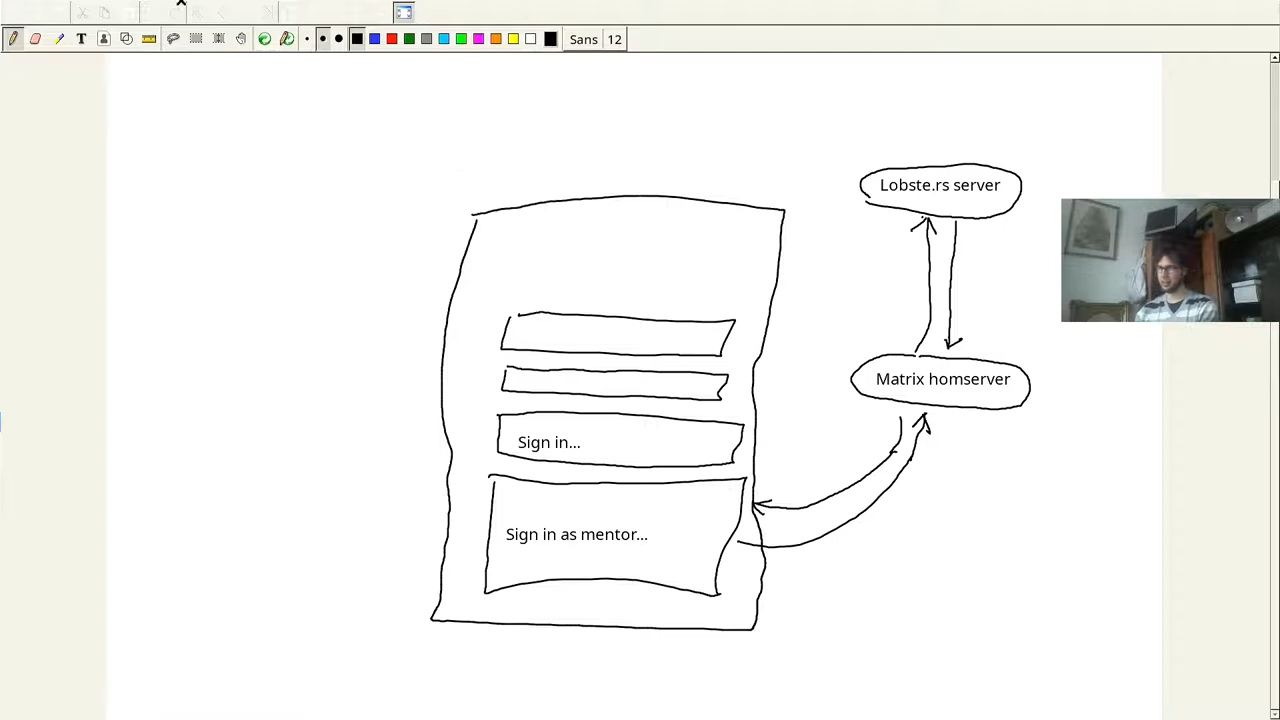 T
Sans 12
Lobste.rs server
Matrix homserver
Sign in...
Sign in as mentor...